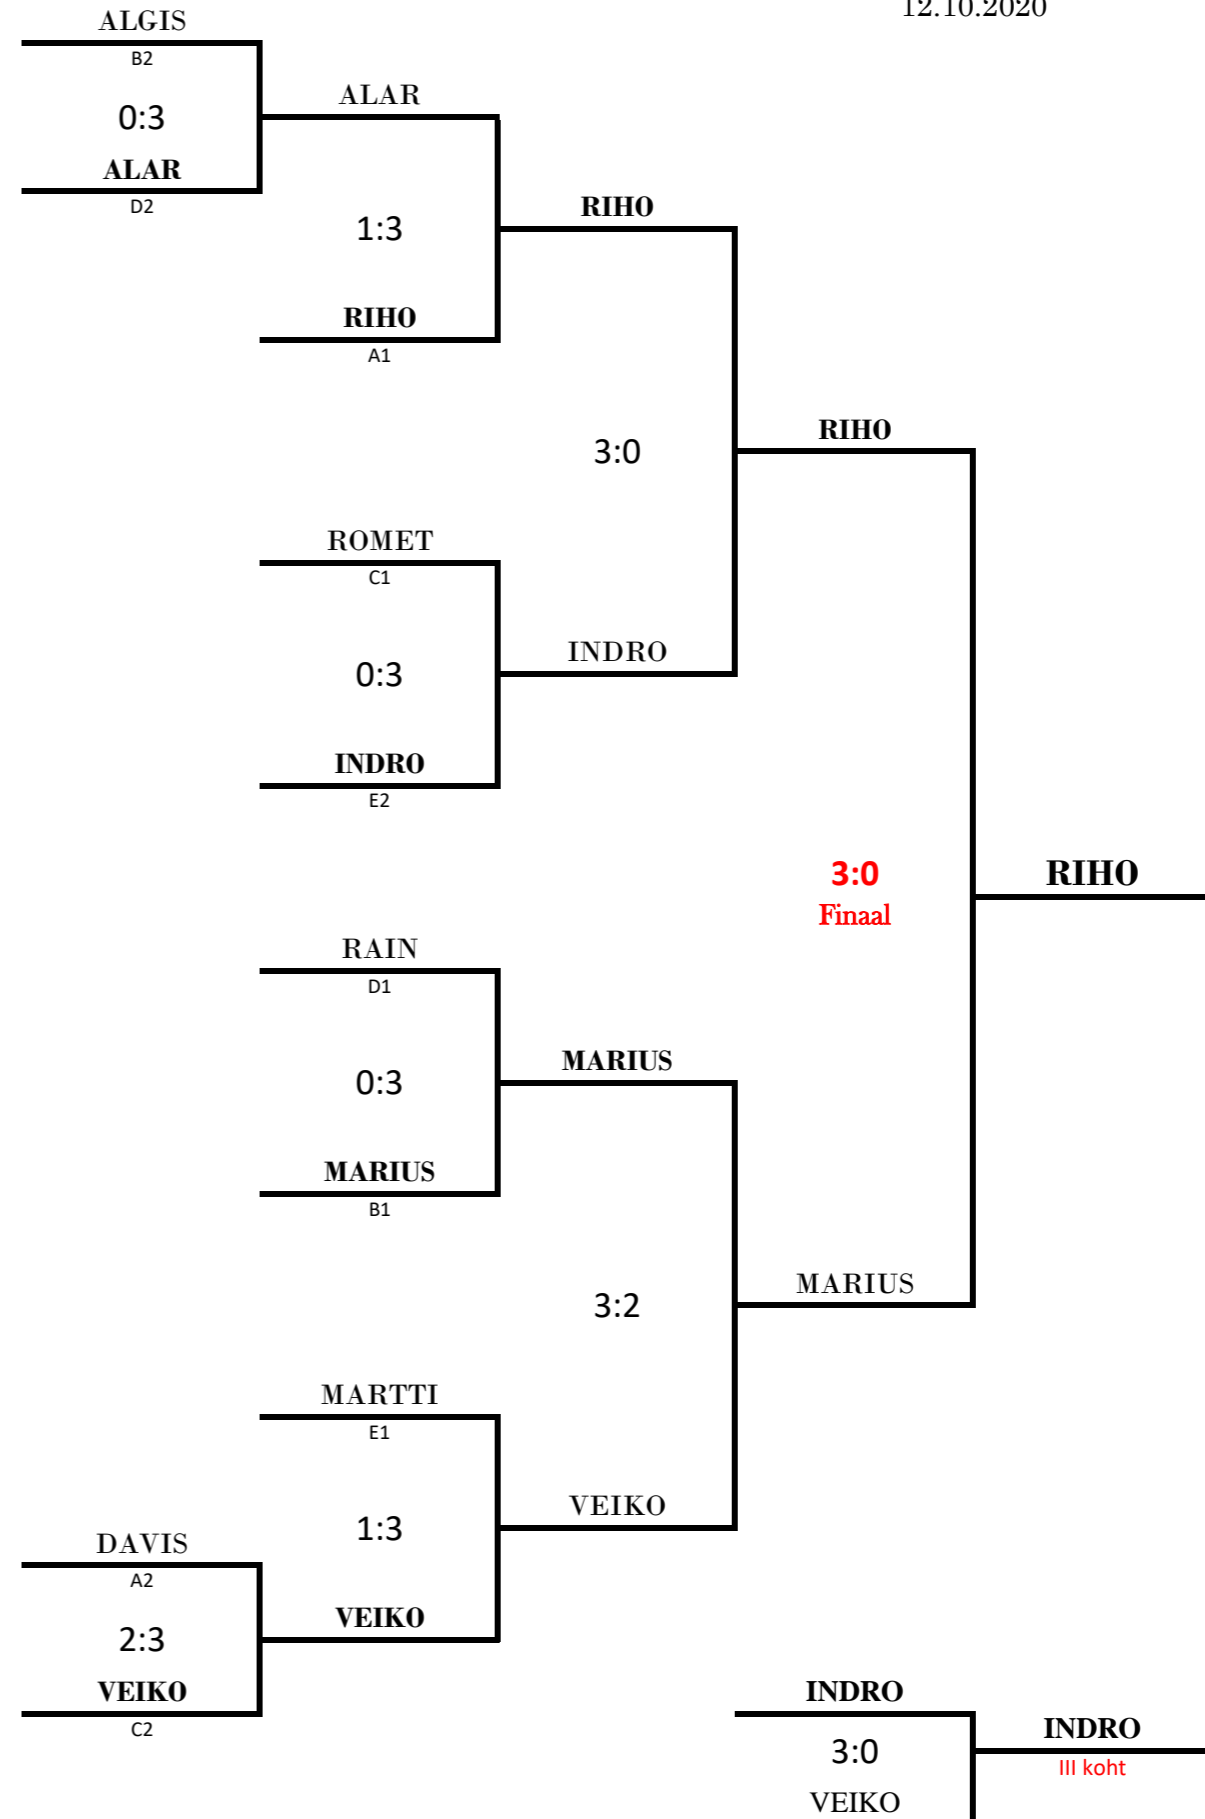 12.10.2020
ALGIS
B2
0:3
ALAR
D2
ALAR
1:3
RIHO
A1
RIHO
3:0
ROMET
C1
0:3
INDRO
E2
INDRO
RIHO
3:0
Finaal
RIHO
RAIN
D1
0:3
MARIUS
B1
MARIUS
3:2
MARIUS
MARTTI
E1
1:3
VEIKO
VEIKO
DAVIS
A2
2:3
VEIKO
C2
INDRO
3:0
VEIKO
INDRO
III koht